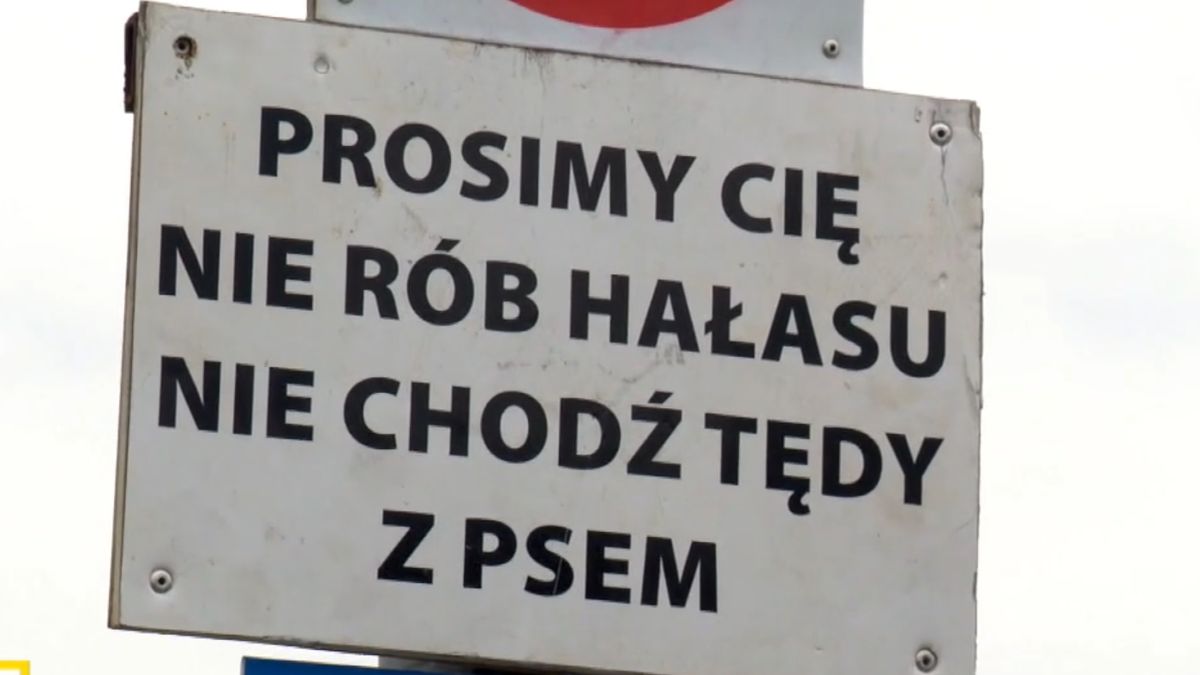 PROSIMY CIĘ
NIE RÓB HAŁASU
NIE CHODŹ TĘDY
Z PSEM